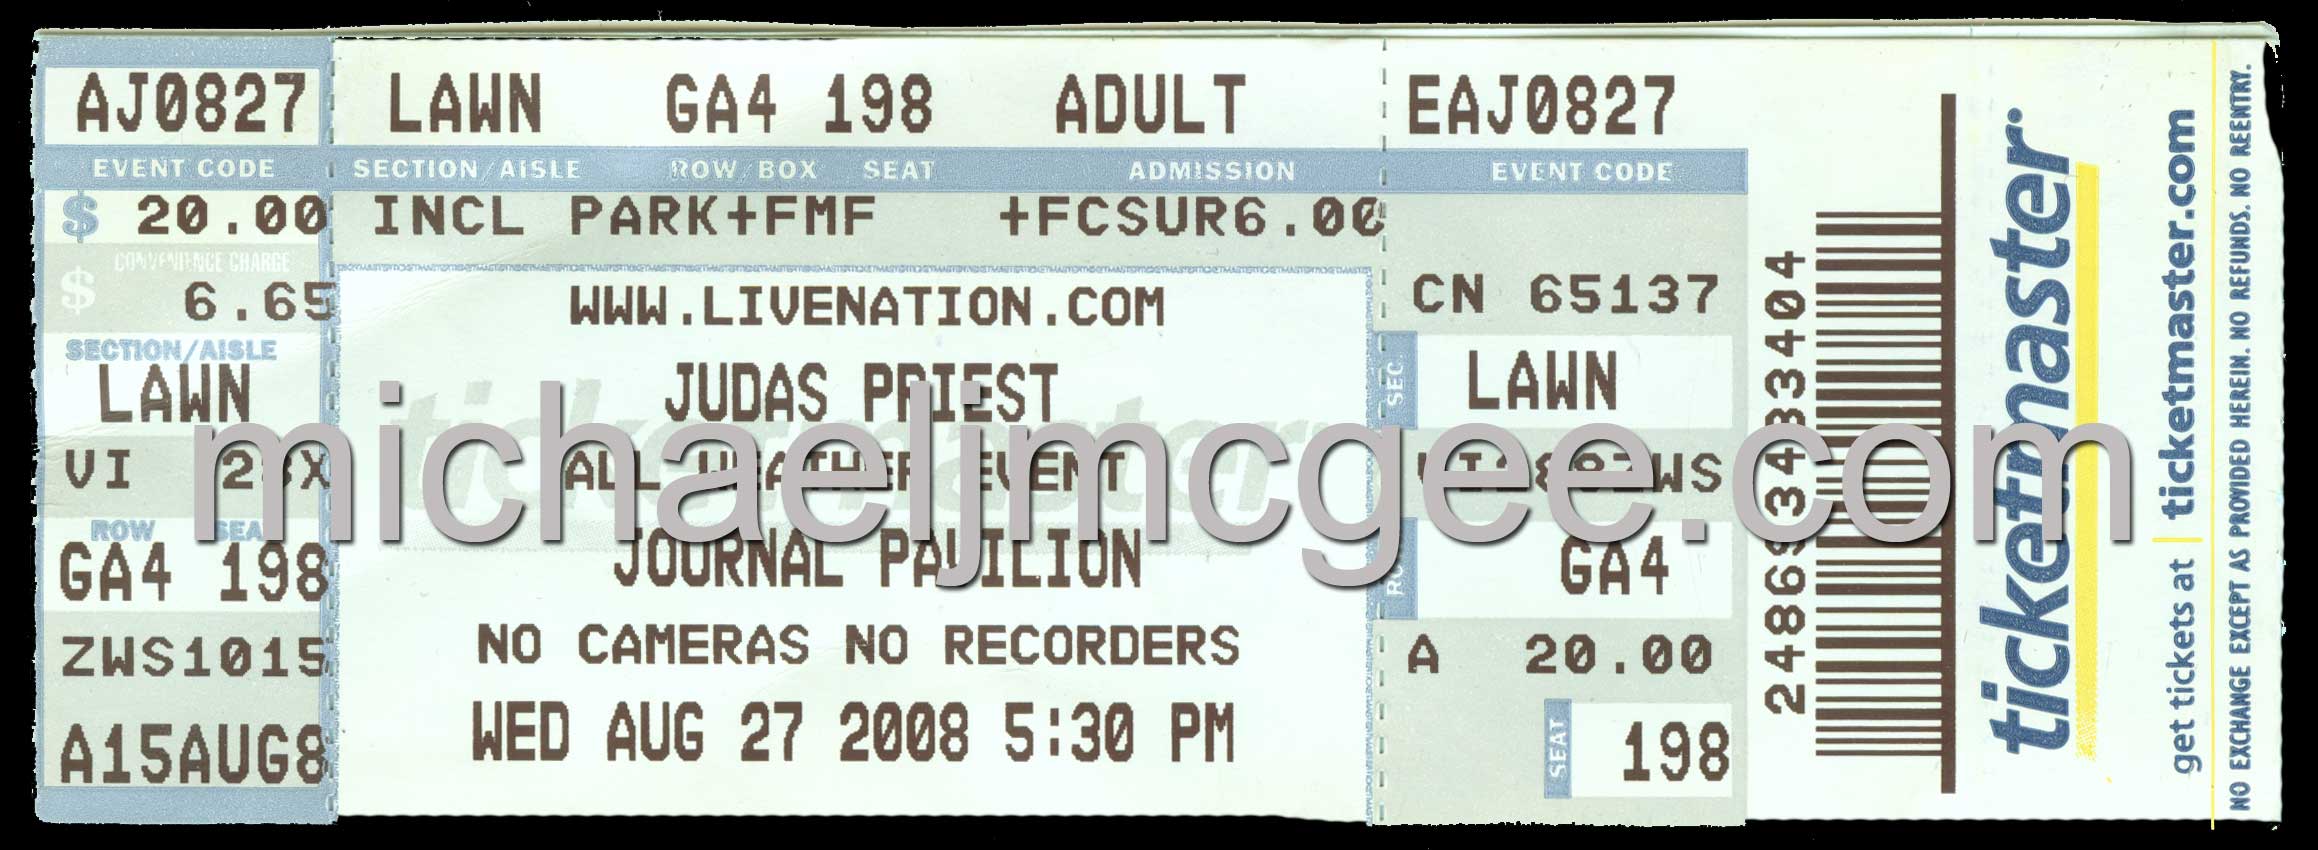 AJ0827 LAWN GA4 198 ADULT EAJ0827
EVENT CODE SECTION/AISLE ROW/BOX SEAT ADMISSION EVENT CODE
$ 20.00 INCL PARK+FMF +FCSUR6.00
CONVENIENCE CHARGE
$ 6.65
SECTION/AISLE
LAWN
VI
ROW SEAT
GA4 198
ZWS1015
A15AUG8
WWW.LIVENATION.COM
JUDAS PRIEST
ALL WEATHER EVENT
JOURNAL PAVILION
NO CAMERAS NO RECORDERS
WED AUG 27 2008 5:30 PM
CN 65137
SEC LAWN
ROW GA4
A 20.00
SEAT 198
ticketmaster
get tickets at | ticketmaster.com
NO EXCHANGE EXCEPT AS PROVIDED HEREIN. NO REFUNDS. NO REENTRY.
michaeljmcgee.com